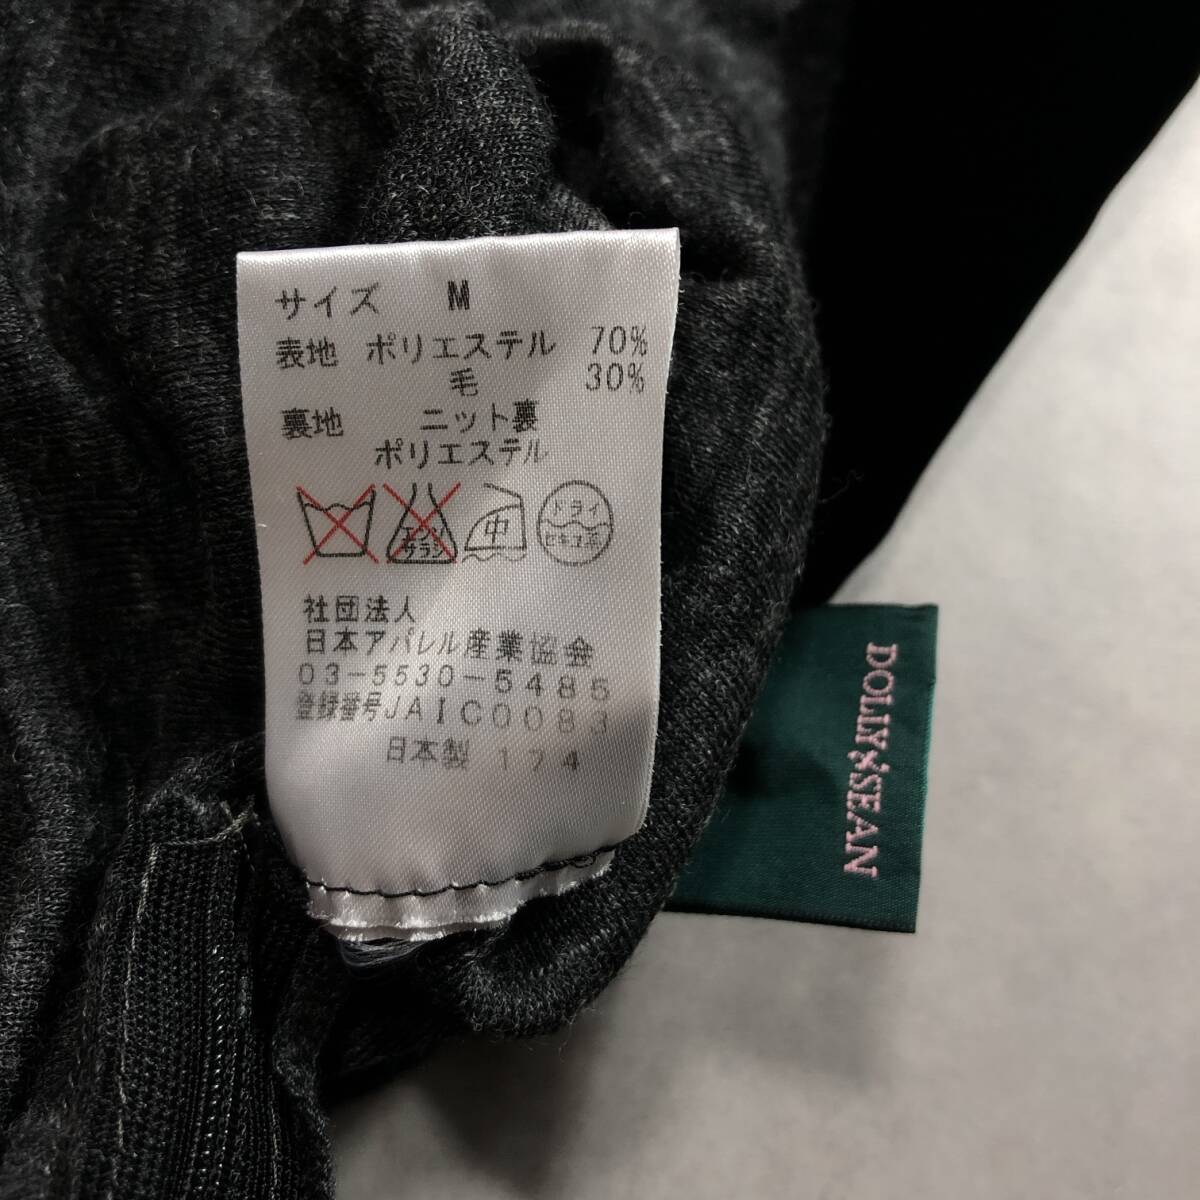 サイズ M
表地 ポリエステル 70%
毛 30%
裏地 ニット裏
ポリエステル
エンソ
サラシ
中
ドライ
セキユ系
社団法人
日本アパレル産業協会
03-5530-5485
登録番号JAIC0083
日本製 174
DOLLY SEAN